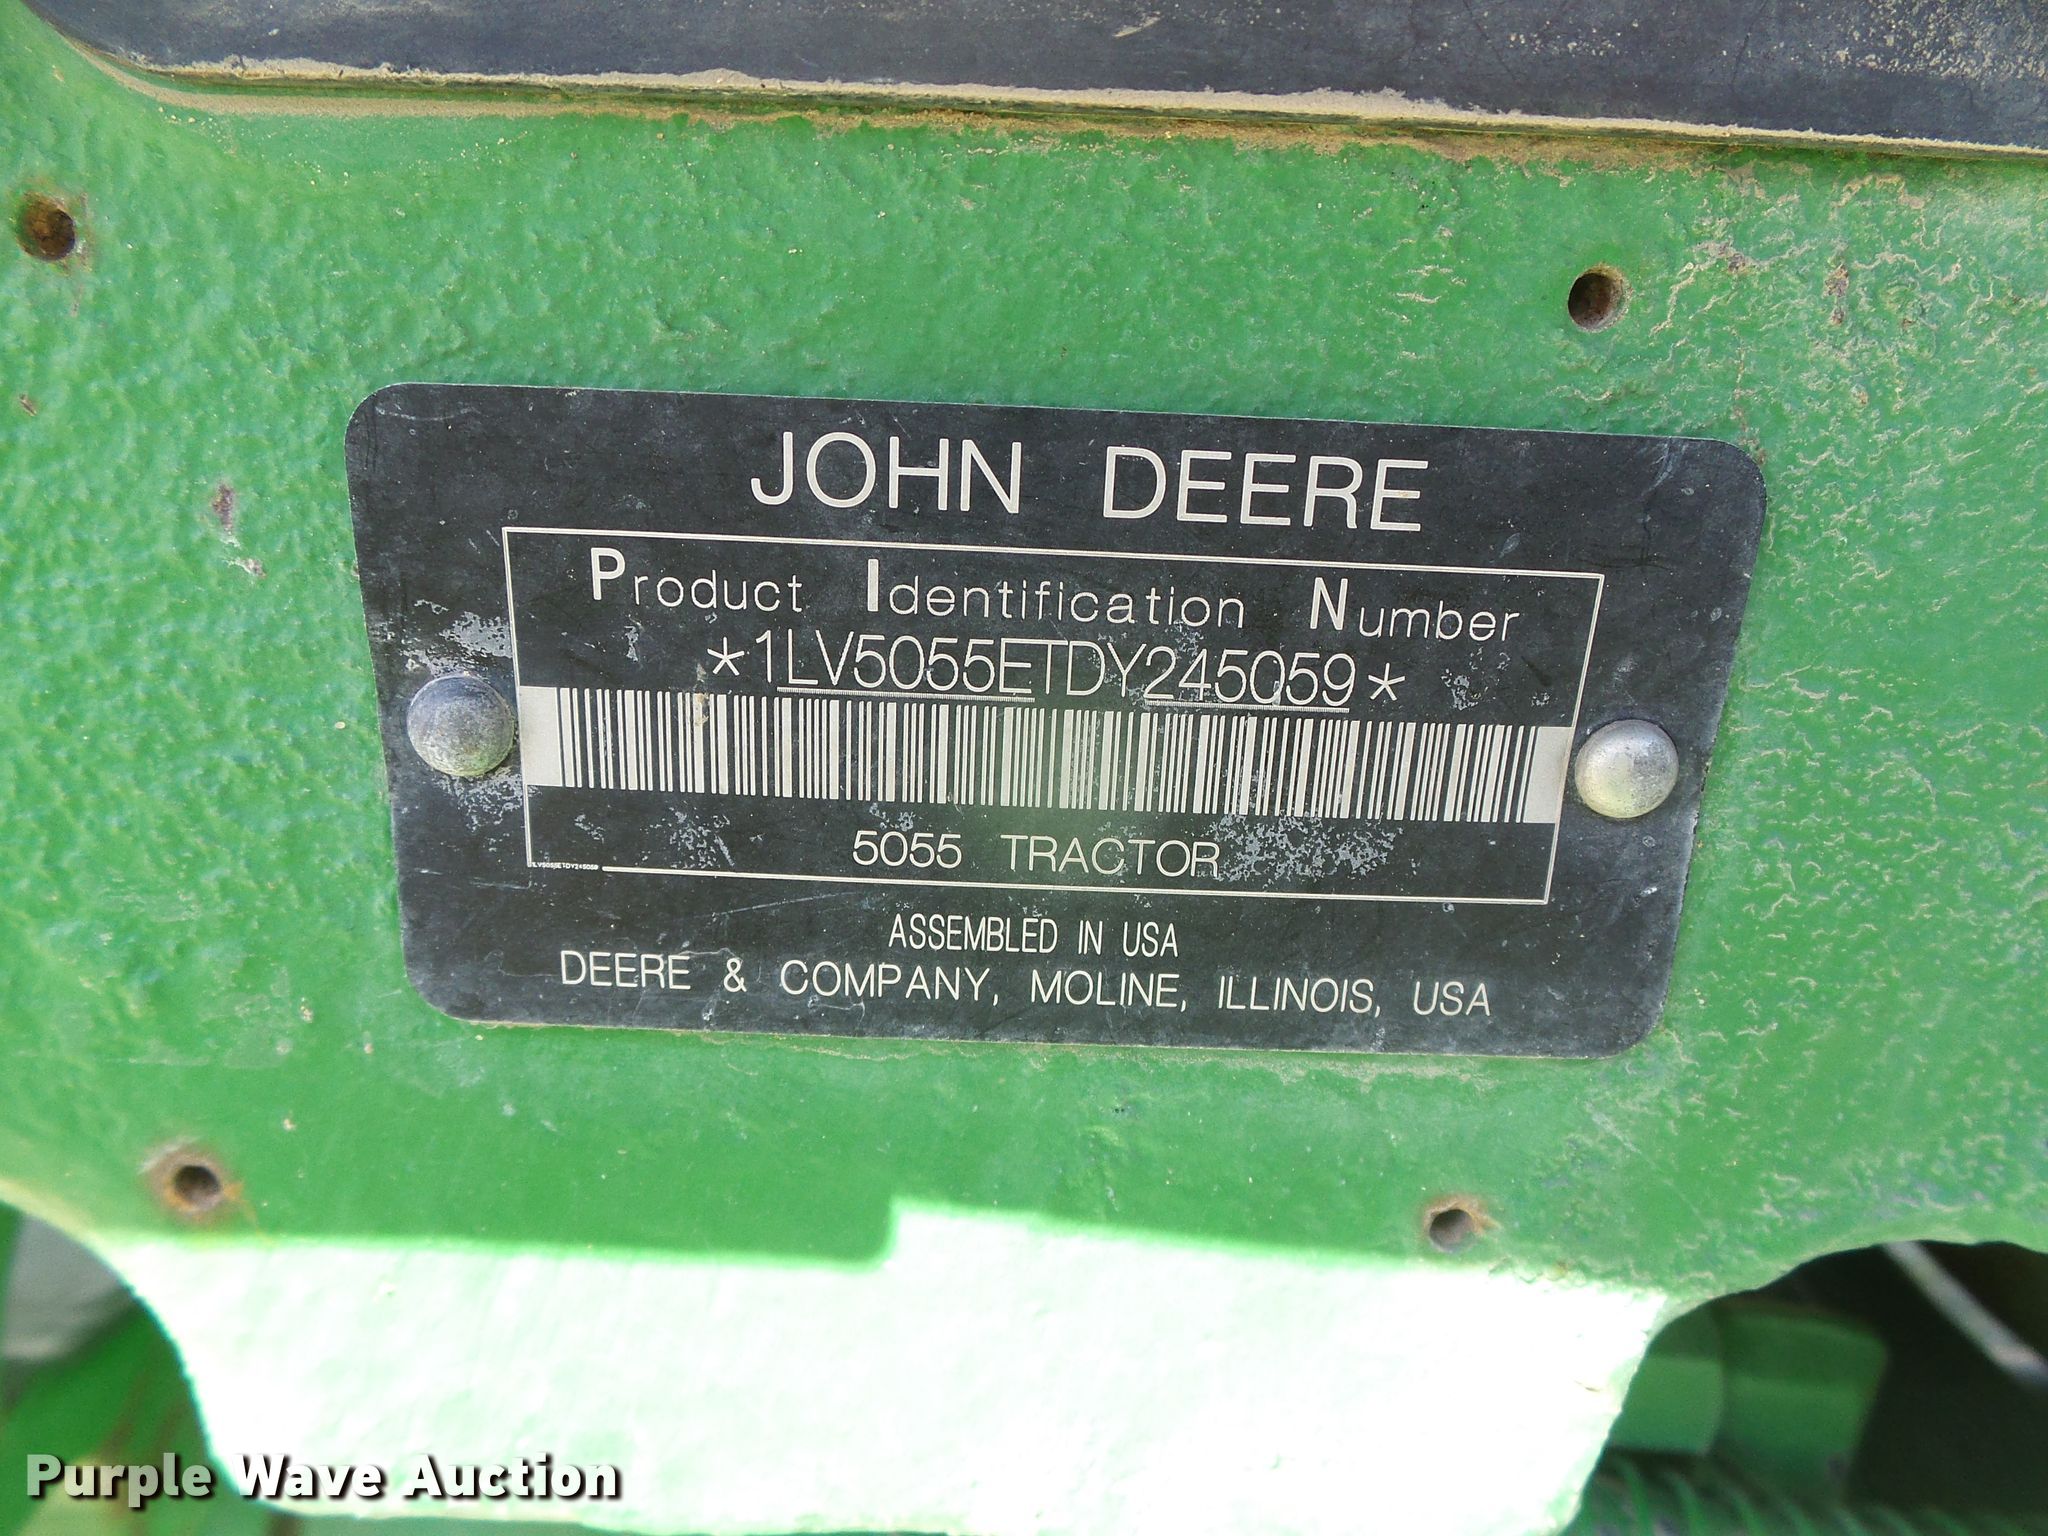 JOHN DEERE
Product Identification Number
*1LV5055ETDY245059*
5055 TRACTOR
1LV5055ETDY245059
ASSEMBLED IN USA
DEERE & COMPANY, MOLINE, ILLINOIS, USA
Purple Wave Auction